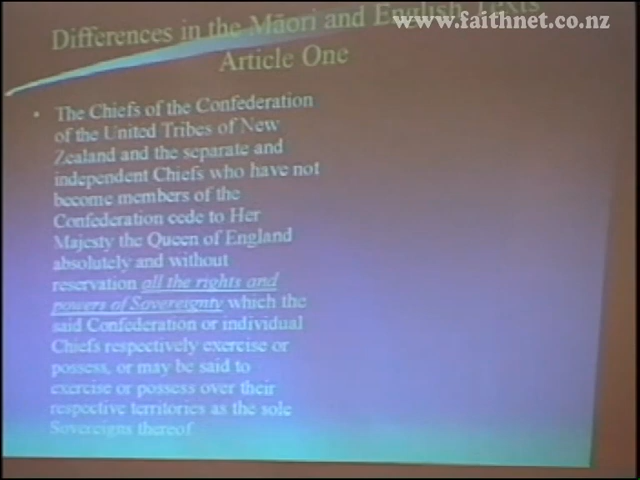 www.faithnet.co.nz
Differences in the Māori and English Texts
Article One
• The Chiefs of the Confederation
of the United Tribes of New
Zealand and the separate and
independent Chiefs who have not
become members of the
Confederation cede to Her
Majesty the Queen of England
absolutely and without
reservation all the rights and
powers of Sovereignty which the
said Confederation or individual
Chiefs respectively exercise or
possess, or may be said to
exercise or possess over their
respective territories as the sole
Sovereigns thereof